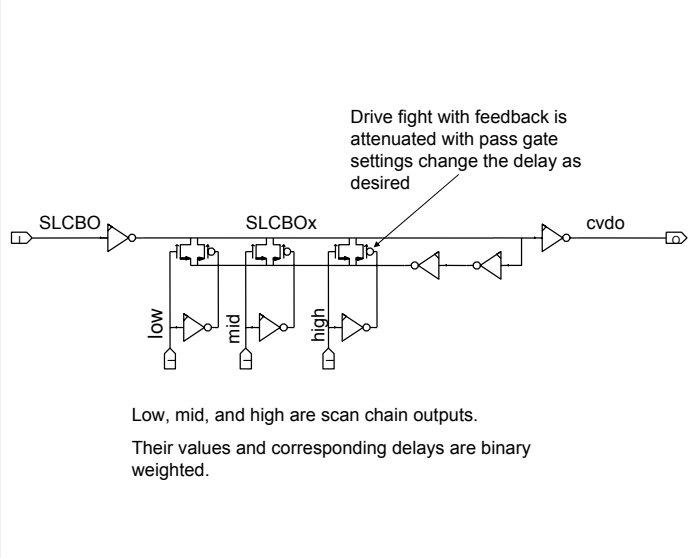 Drive fight with feedback is
attenuated with pass gate
settings change the delay as
desired
SLCBO
SLCBOx
cvdo
low
mid
high
Low, mid, and high are scan chain outputs.
Their values and corresponding delays are binary
weighted.